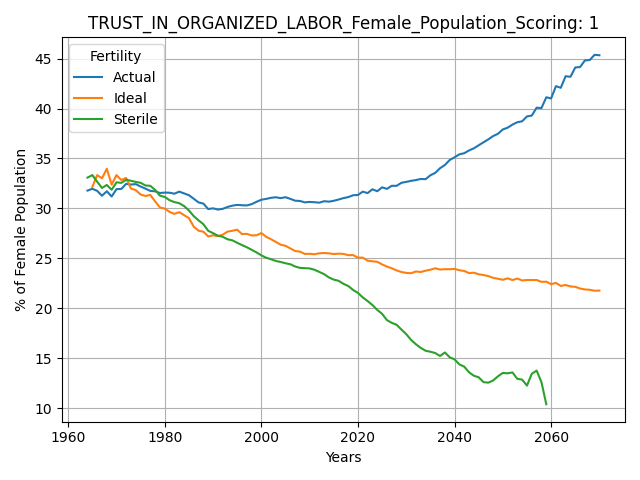 TRUST_IN_ORGANIZED_LABOR_Female_Population_Scoring: 1
Fertility
Actual
Ideal
Sterile
% of Female Population
45
40
35
30
25
20
15
10
1960 1980 2000 2020 2040 2060
Years